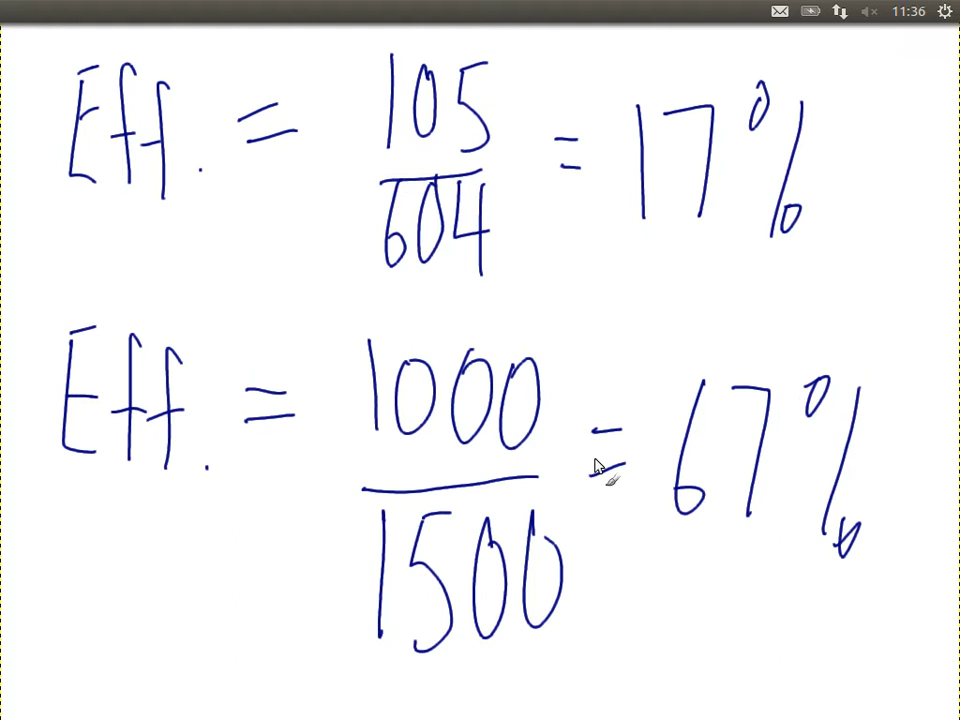 11:36
Eff. = 105/604 = 17%
Eff. = 1000/1500 = 67%